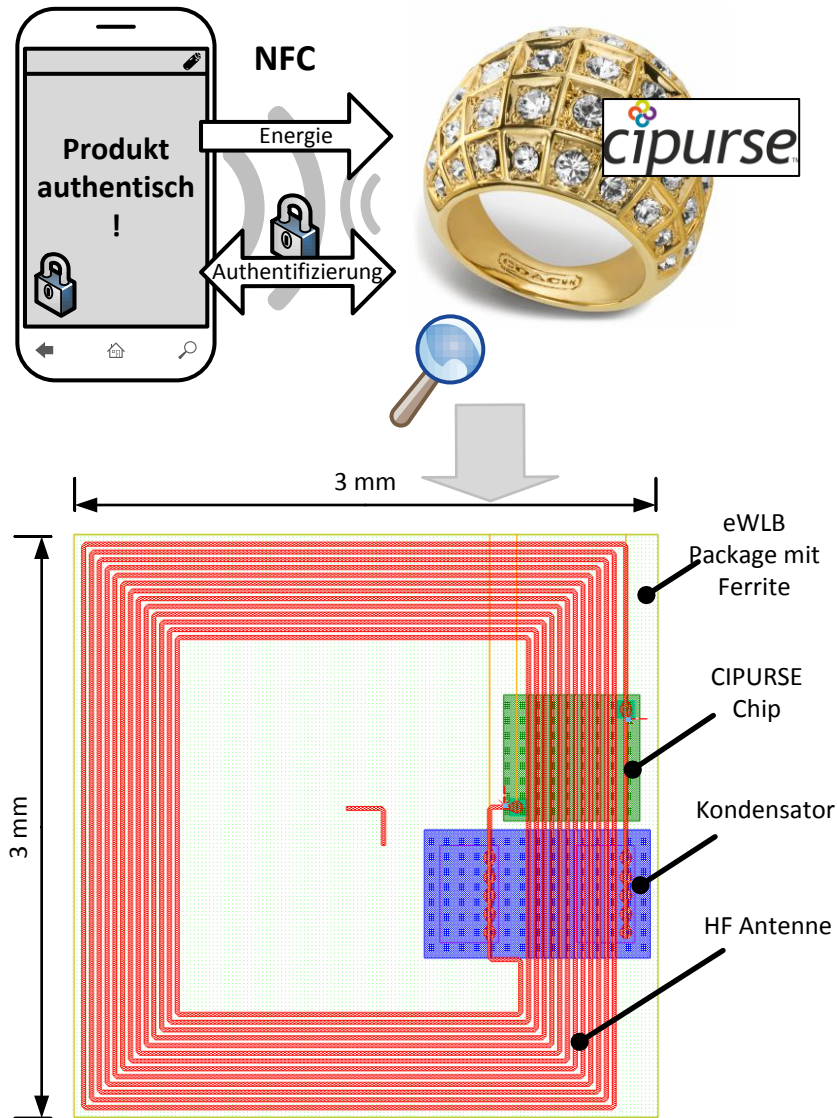 NFC
Energie
Produkt
authentisch
!
Authentifizierung
cipurse
COACH
3 mm
3 mm
eWLB
Package mit
Ferrite
CIPURSE
Chip
Kondensator
HF Antenne